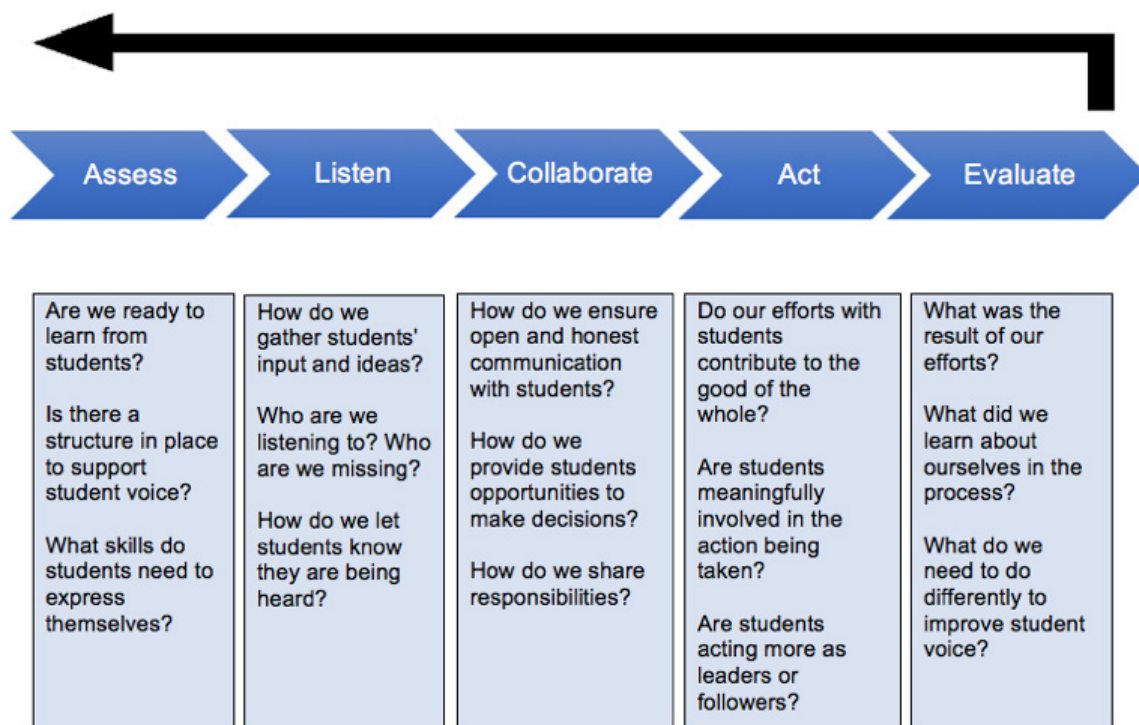 Assess
Listen
Collaborate
Act
Evaluate
Are we ready to
learn from
students?
Is there a
structure in place
to support
student voice?
What skills do
students need to
express
themselves?
How do we
gather students'
input and ideas?
Who are we
listening to? Who
are we missing?
How do we let
students know
they are being
heard?
How do we ensure
open and honest
communication
with students?
How do we
provide students
opportunities to
make decisions?
How do we share
responsibilities?
Do our efforts with
students
contribute to the
good of the
whole?
Are students
meaningfully
involved in the
action being
taken?
Are students
acting more as
leaders or
followers?
What was the
result of our
efforts?
What did we
learn about
ourselves in the
process?
What do we
need to do
differently to
improve student
voice?